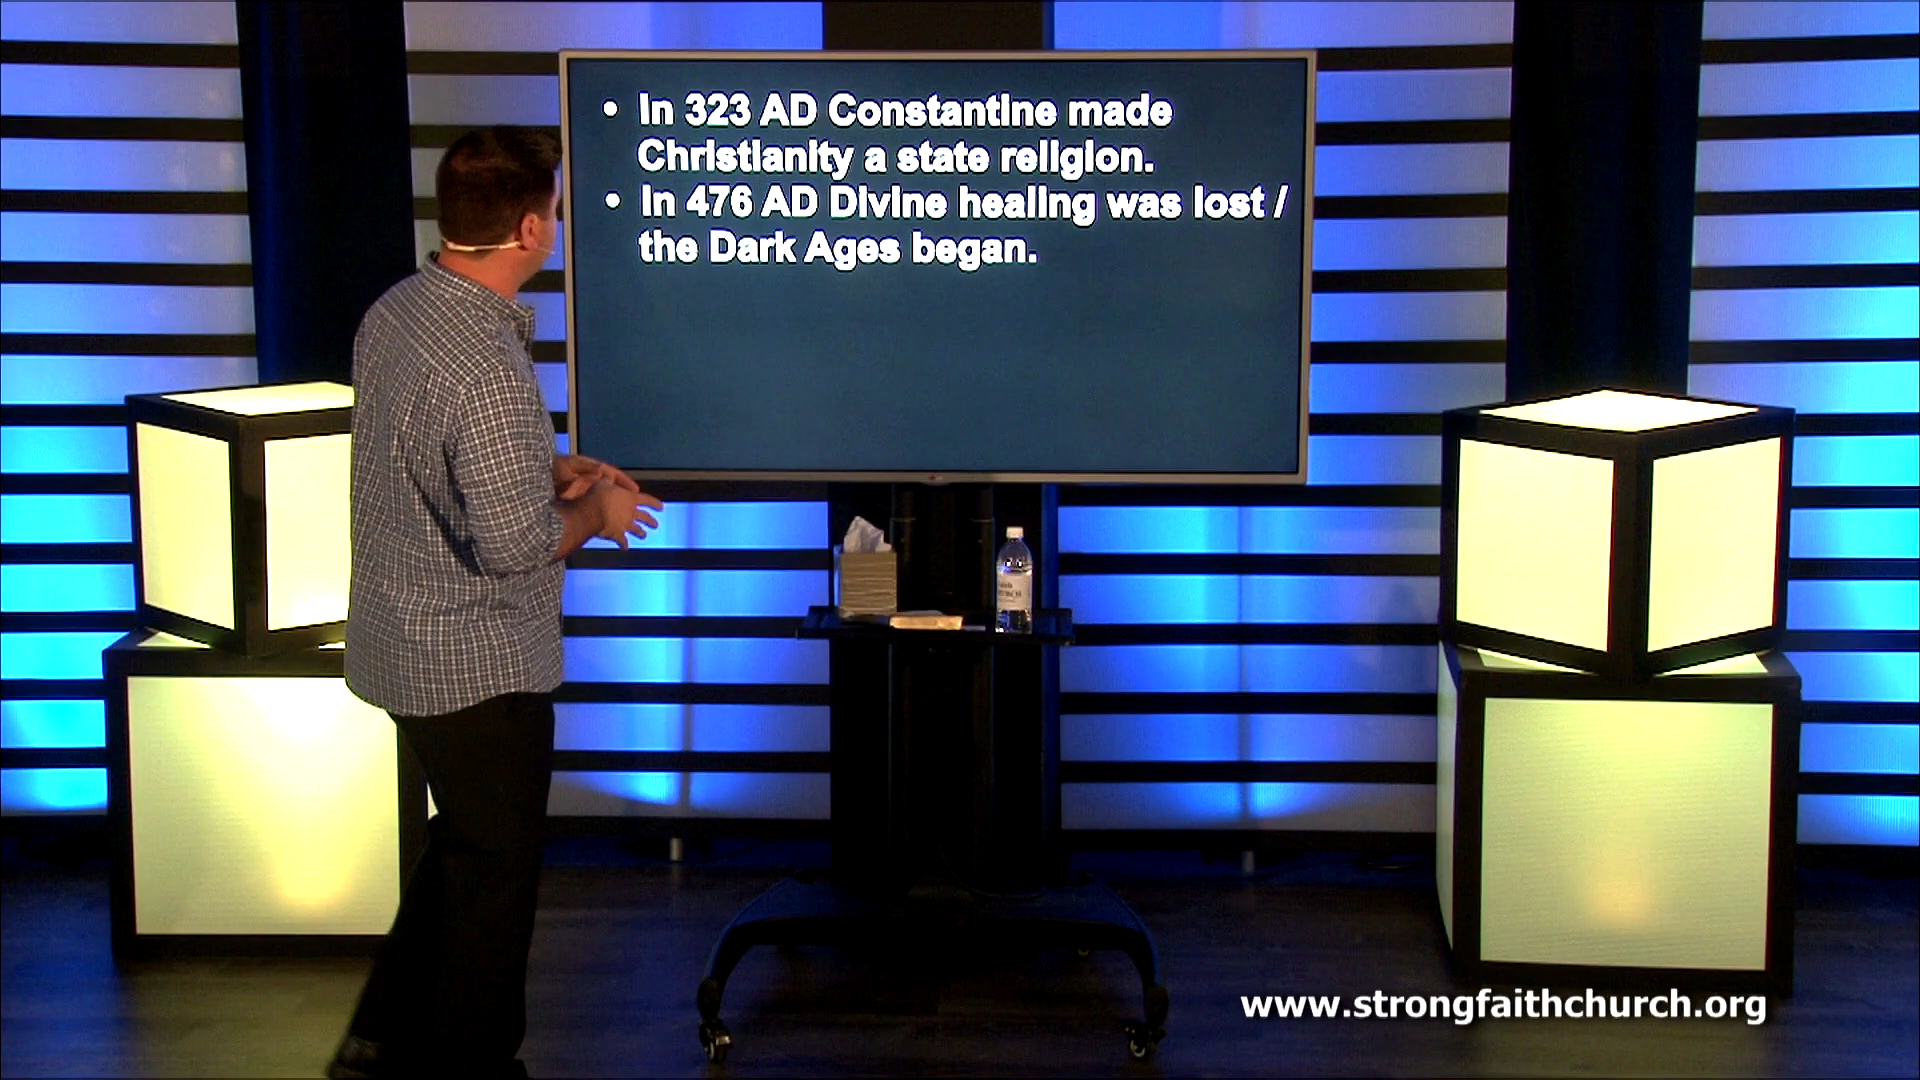 • In 323 AD Constantine made
Christianity a state religion.
• In 476 AD Divine healing was lost /
the Dark Ages began.
www.strongfaithchurch.org